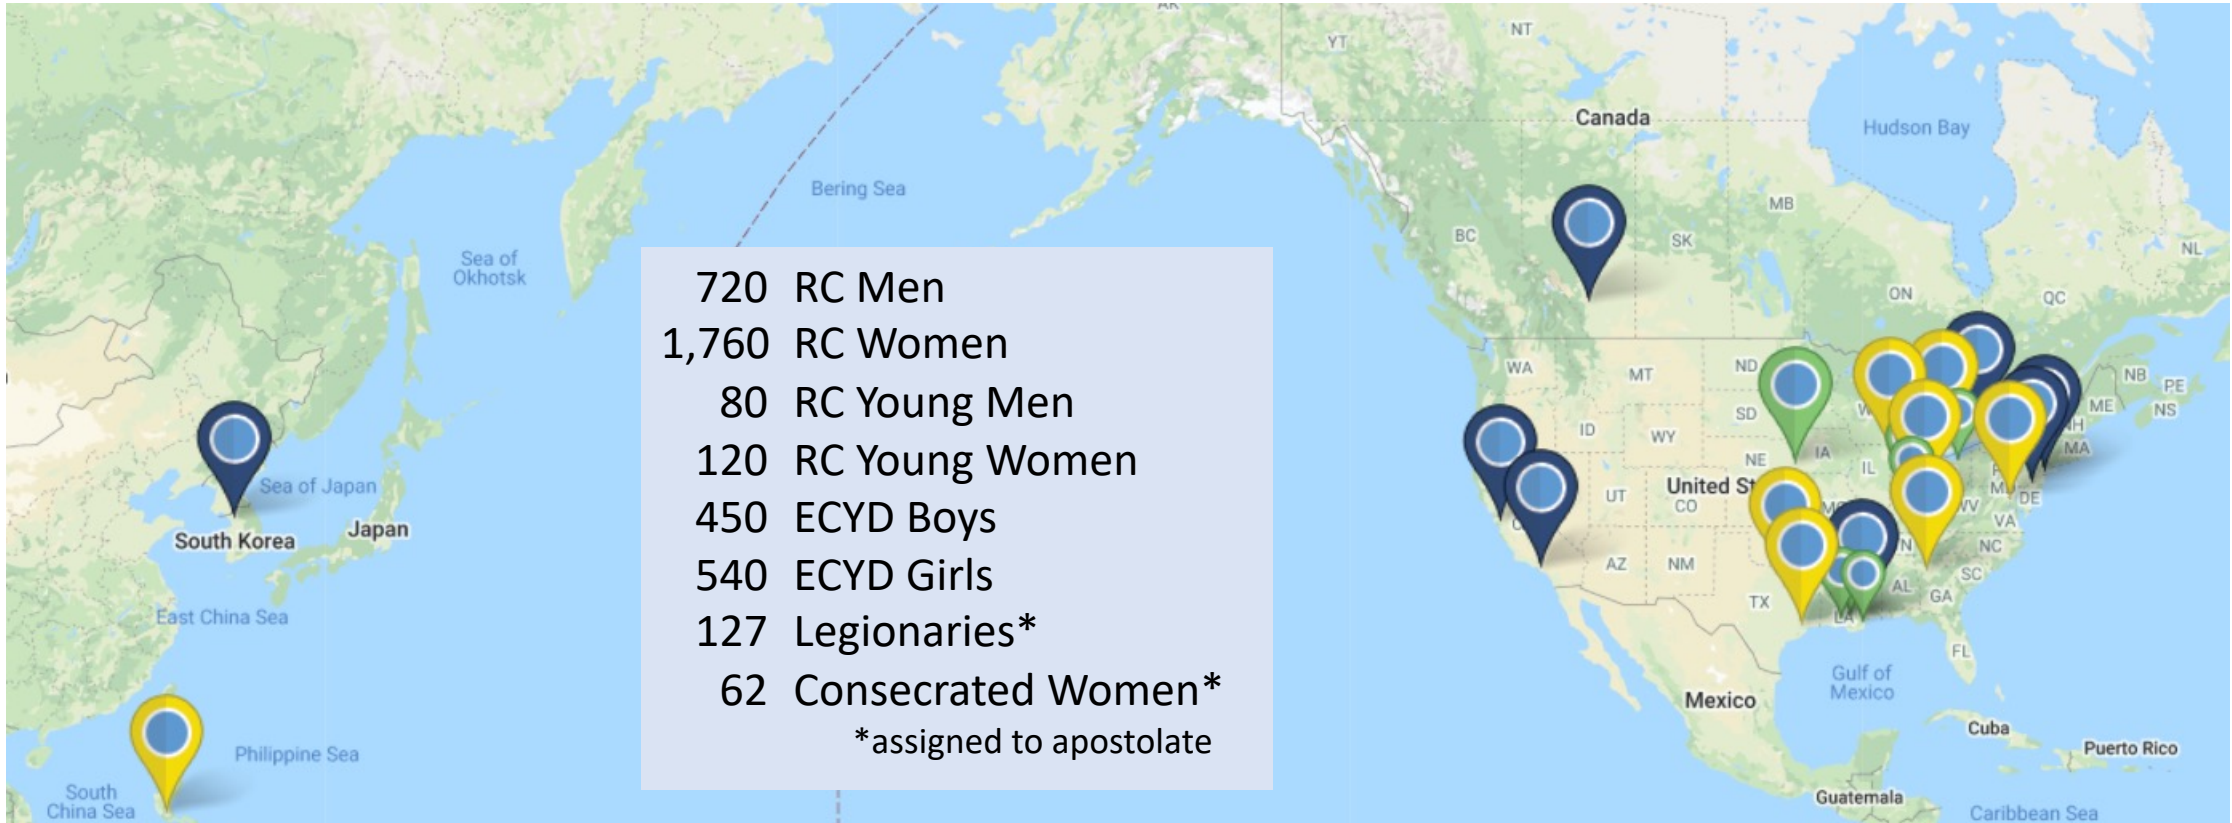 AK
NT
YT
Canada
Hudson Bay
Bering Sea
MB
BC
SK
NL
Sea of
Okhotsk
ON
QC
720 RC Men
1,760 RC Women
80 RC Young Men
120 RC Young Women
450 ECYD Boys
540 ECYD Girls
127 Legionaries*
62 Consecrated Women*
*assigned to apostolate
WA
MT
ND
NB
PE
ME
NS
SD
ID
WY
MA
NE
IA
IL
Sea of Japan
United St
UT
CO
DE
WV
VA
South Korea
Japan
NC
AZ
NM
SC
AL
GA
TX
LA
East China Sea
FL
Gulf of
Mexico
Mexico
Cuba
Puerto Rico
Philippine Sea
South
China Sea
Guatemala
Caribbean Sea